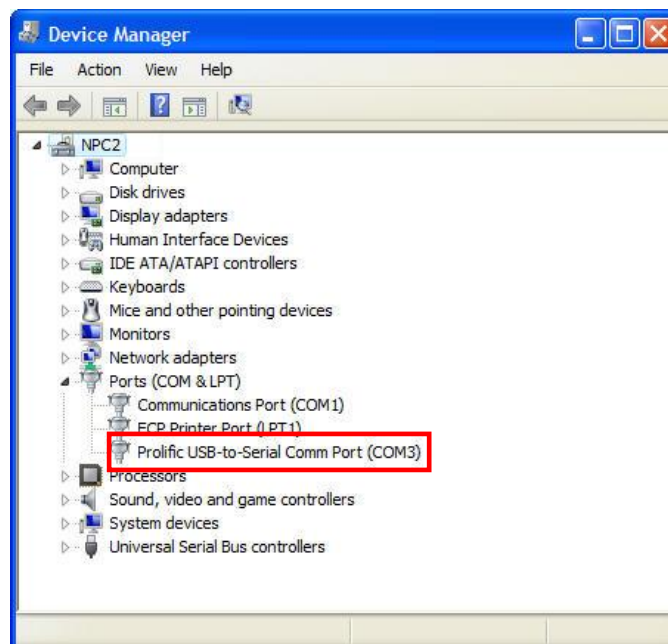 Device Manager
File Action View Help
NPC2
Computer
Disk drives
Display adapters
Human Interface Devices
IDE ATA/ATAPI controllers
Keyboards
Mice and other pointing devices
Monitors
Network adapters
Ports (COM & LPT)
Communications Port (COM1)
ECP Printer Port (LPT1)
Prolific USB-to-Serial Comm Port (COM3)
Processors
Sound, video and game controllers
System devices
Universal Serial Bus controllers